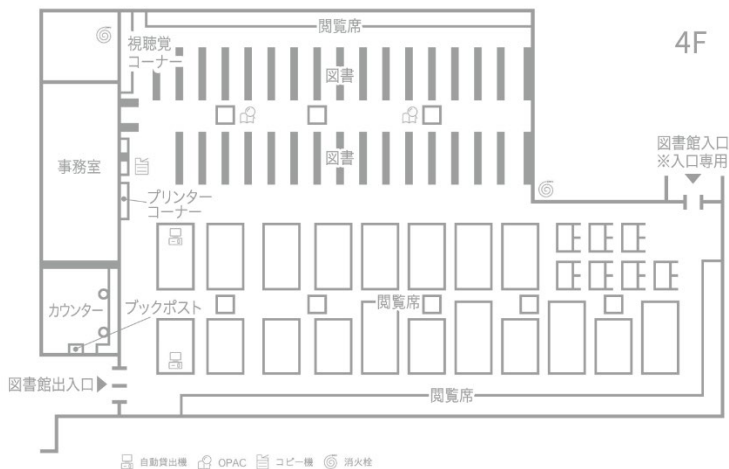 閲覧席
4F
視聴覚
コーナー
図書
図書
図書館入口
※入口専用
事務室
プリンター
コーナー
カウンター
ブックポスト
閲覧席
図書館出入口
閲覧席
自動貸出機 OPAC コピー機 消火栓